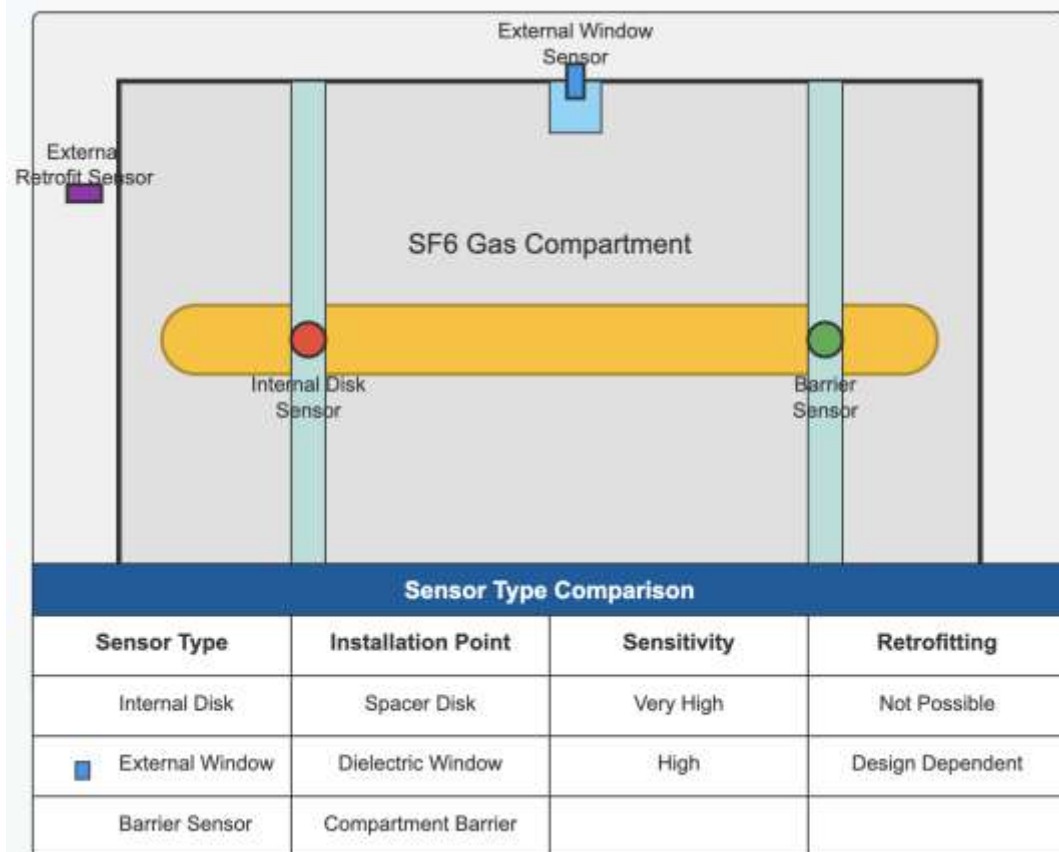 External Window
Sensor
External
Retrofit Sensor
SF6 Gas Compartment
Internal Disk
Sensor
Barrier
Sensor
Sensor Type Comparison
Sensor Type Installation Point Sensitivity Retrofitting
Internal Disk Spacer Disk Very High Not Possible
External Window Dielectric Window High Design Dependent
Barrier Sensor Compartment Barrier